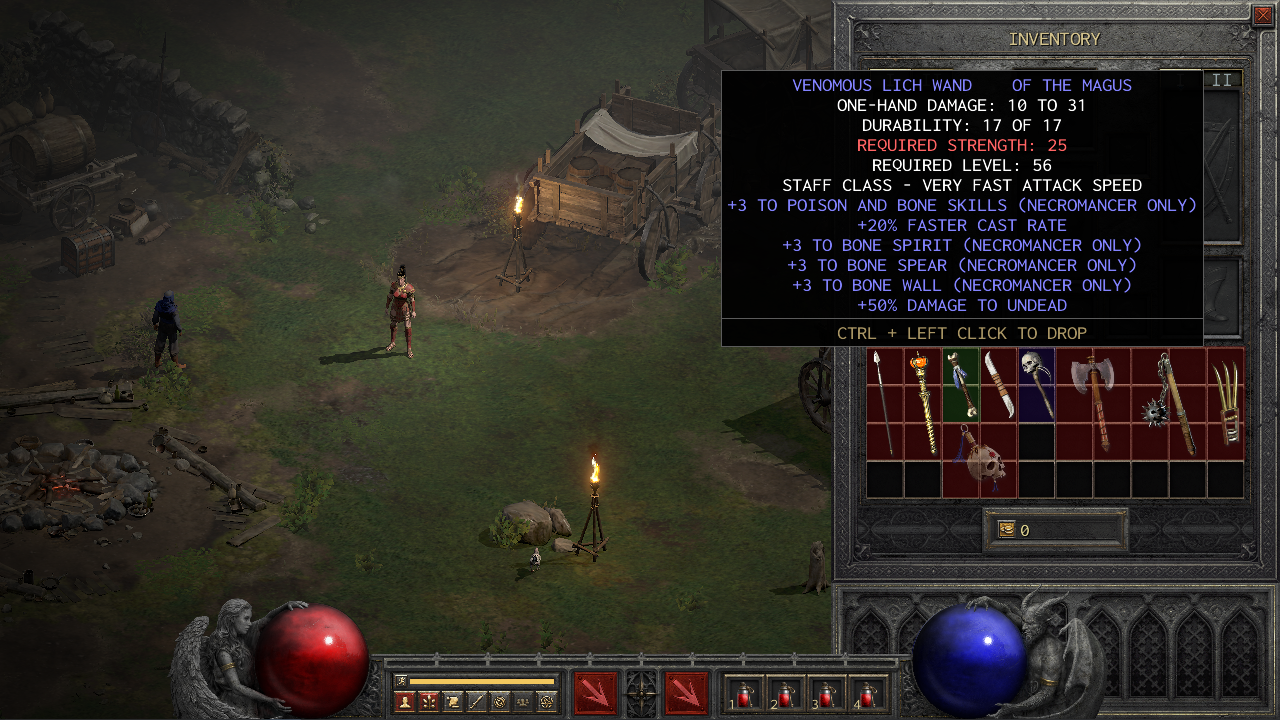 INVENTORY
II
VENOMOUS LICH WAND OF THE MAGUS
ONE-HAND DAMAGE: 10 TO 31
DURABILITY: 17 OF 17
REQUIRED STRENGTH: 25
REQUIRED LEVEL: 56
STAFF CLASS - VERY FAST ATTACK SPEED
+3 TO POISON AND BONE SKILLS (NECROMANCER ONLY)
+20% FASTER CAST RATE
+3 TO BONE SPIRIT (NECROMANCER ONLY)
+3 TO BONE SPEAR (NECROMANCER ONLY)
+3 TO BONE WALL (NECROMANCER ONLY)
+50% DAMAGE TO UNDEAD
CTRL + LEFT CLICK TO DROP
0
1 2 3 4